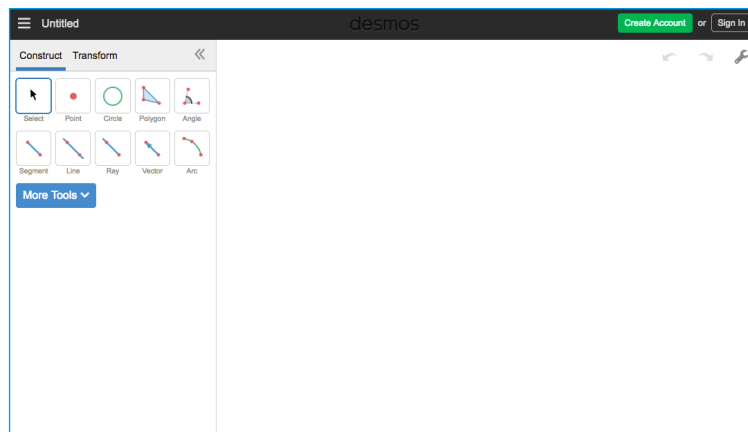 Untitled
desmos
Create Account or Sign In
Construct Transform
Select Point Circle Polygon Angle
Segment Line Ray Vector Arc
More Tools